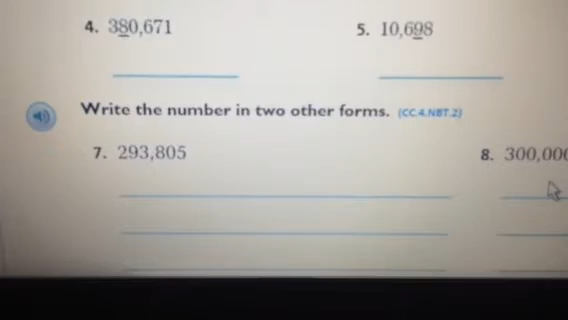 4. 380,671
5. 10,698
Write the number in two other forms. (CC.4.NBT.2)
7. 293,805
8. 300,000